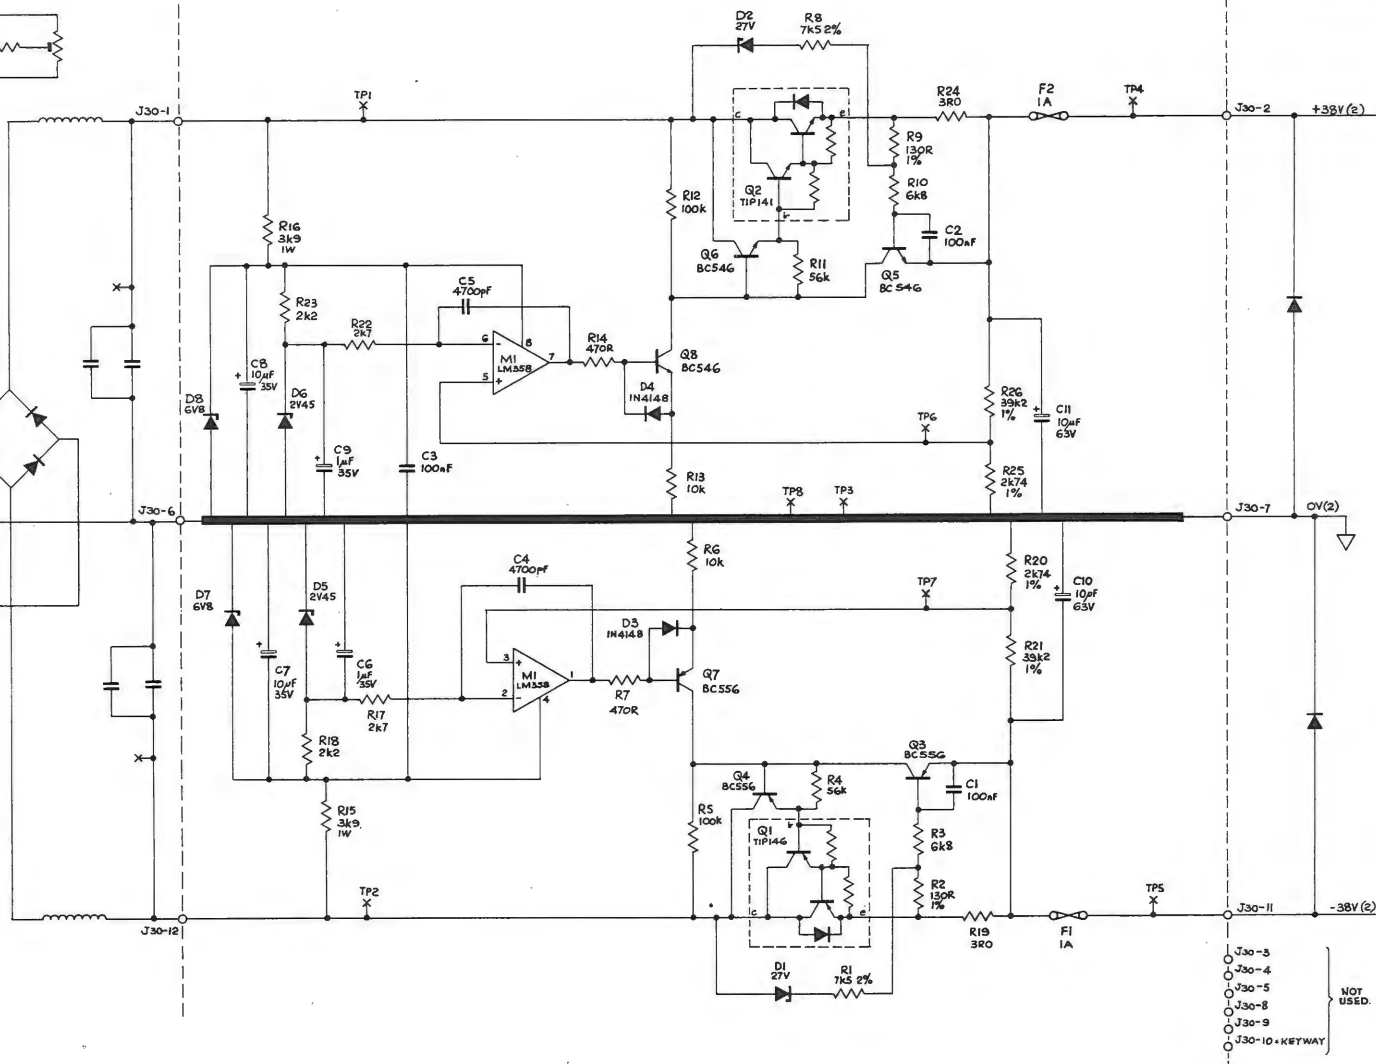 D2
27V
R8
7k5 2%
TP1
J30-1
R24
3R0
F2
1A
TP4
J30-2
+38V(2)
c
e
R9
130R
1%
R10
6k8
Q2
TIP141
b
R12
100k
R16
3k9
1W
C2
100nF
Q6
BC546
R11
56k
Q5
BC546
C5
4700pF
R23
2k2
R22
2k7
6
-
8
M1
LM358
7
5
+
R14
470R
Q8
BC546
D4
1N4148
C8
10µF
35V
+
D8
6V8
D6
2V45
R26
39k2
1%
+
C11
10µF
63V
TP6
C9
1µF
35V
+
C3
100nF
R13
10k
R25
2k74
1%
TP8
TP3
J30-6
J30-7
0V(2)
R6
10k
C4
4700pF
R20
2k74
1%
C10
10µF
63V
+
TP7
D7
6V8
D5
2V45
D3
1N4148
R21
39k2
1%
+
C7
10µF
35V
+
C6
1µF
35V
3
+
M1
LM358
1
2
-
4
R7
470R
Q7
BC556
R17
2k7
R18
2k2
Q3
BC556
Q4
BC556
R4
56k
C1
100nF
R15
3k9
1W
R5
100k
Q1
TIP146
b
R3
6k8
R2
130R
1%
TP2
TP5
c
e
J30-12
R19
3R0
F1
1A
J30-11
-38V(2)
D1
27V
R1
7k5 2%
J30-3
J30-4
J30-5
J30-8
J30-9
J30-10 • KEYWAY
NOT
USED.